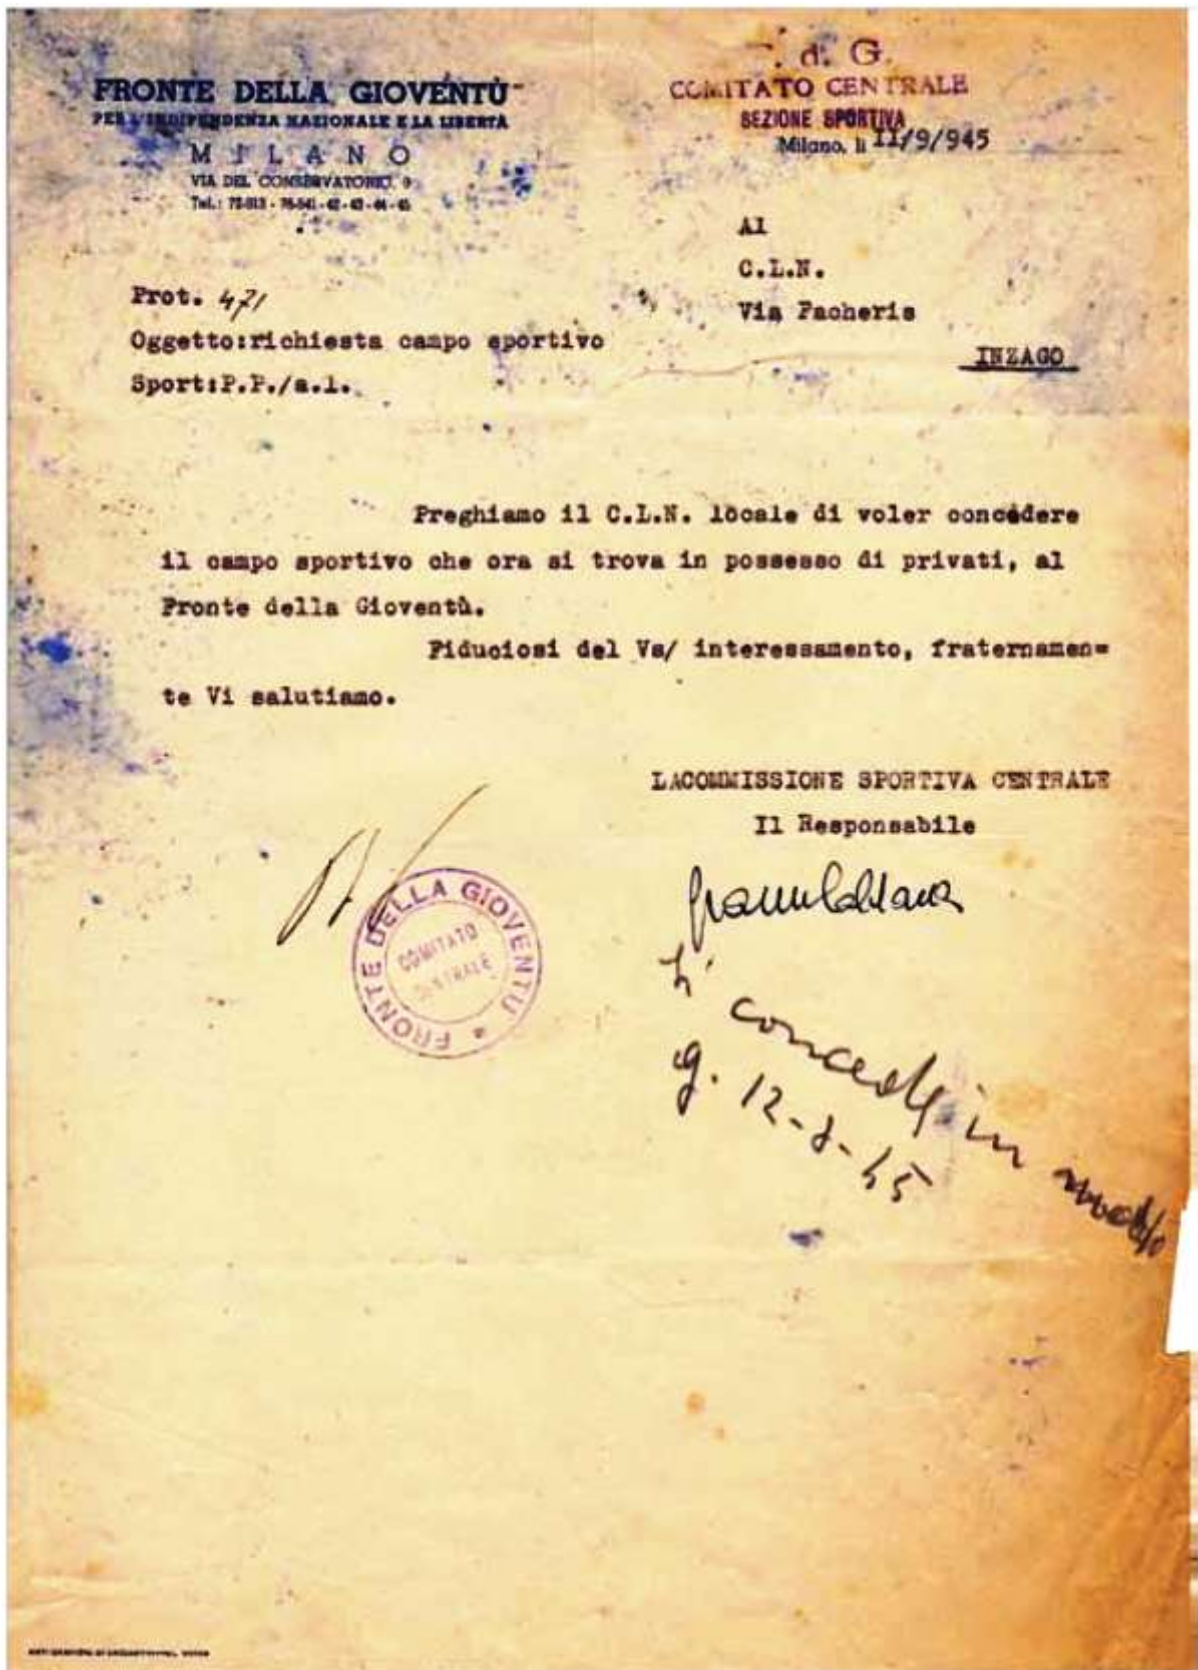 FRONTE DELLA GIOVENTÙ
PER L'INDIPENDENZA NAZIONALE E LA LIBERTÀ
MILANO
VIA DEL CONSERVATORIO, 9
Tel.:
. d. G.
COMITATO CENTRALE
SEZIONE SPORTIVA
Milano, li 11/9/945
Al
C.L.N.
Via Facheris
INZAGO
Prot. 471
Oggetto:richiesta campo sportivo
Sport:P.P./a.l.
Preghiamo il C.L.N. locale di voler concedere
il campo sportivo che ora si trova in possesso di privati, al
Fronte della Gioventù.
Fiduciosi del Vs/ interessamento, fraternamen=
te Vi salutiamo.
LACOMMISSIONE SPORTIVA CENTRALE
Il Responsabile
FRONTE DELLA GIOVENTÙ
COMITATO
CENTRALE
concede in
g. 12-